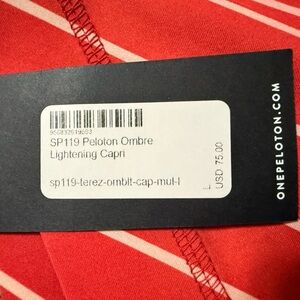 SP119 Peloton Ombre
Lightening Capri
sp119-terez-omblt-cap-mul-l
L
USD 75.00
ONEPELOTON.COM